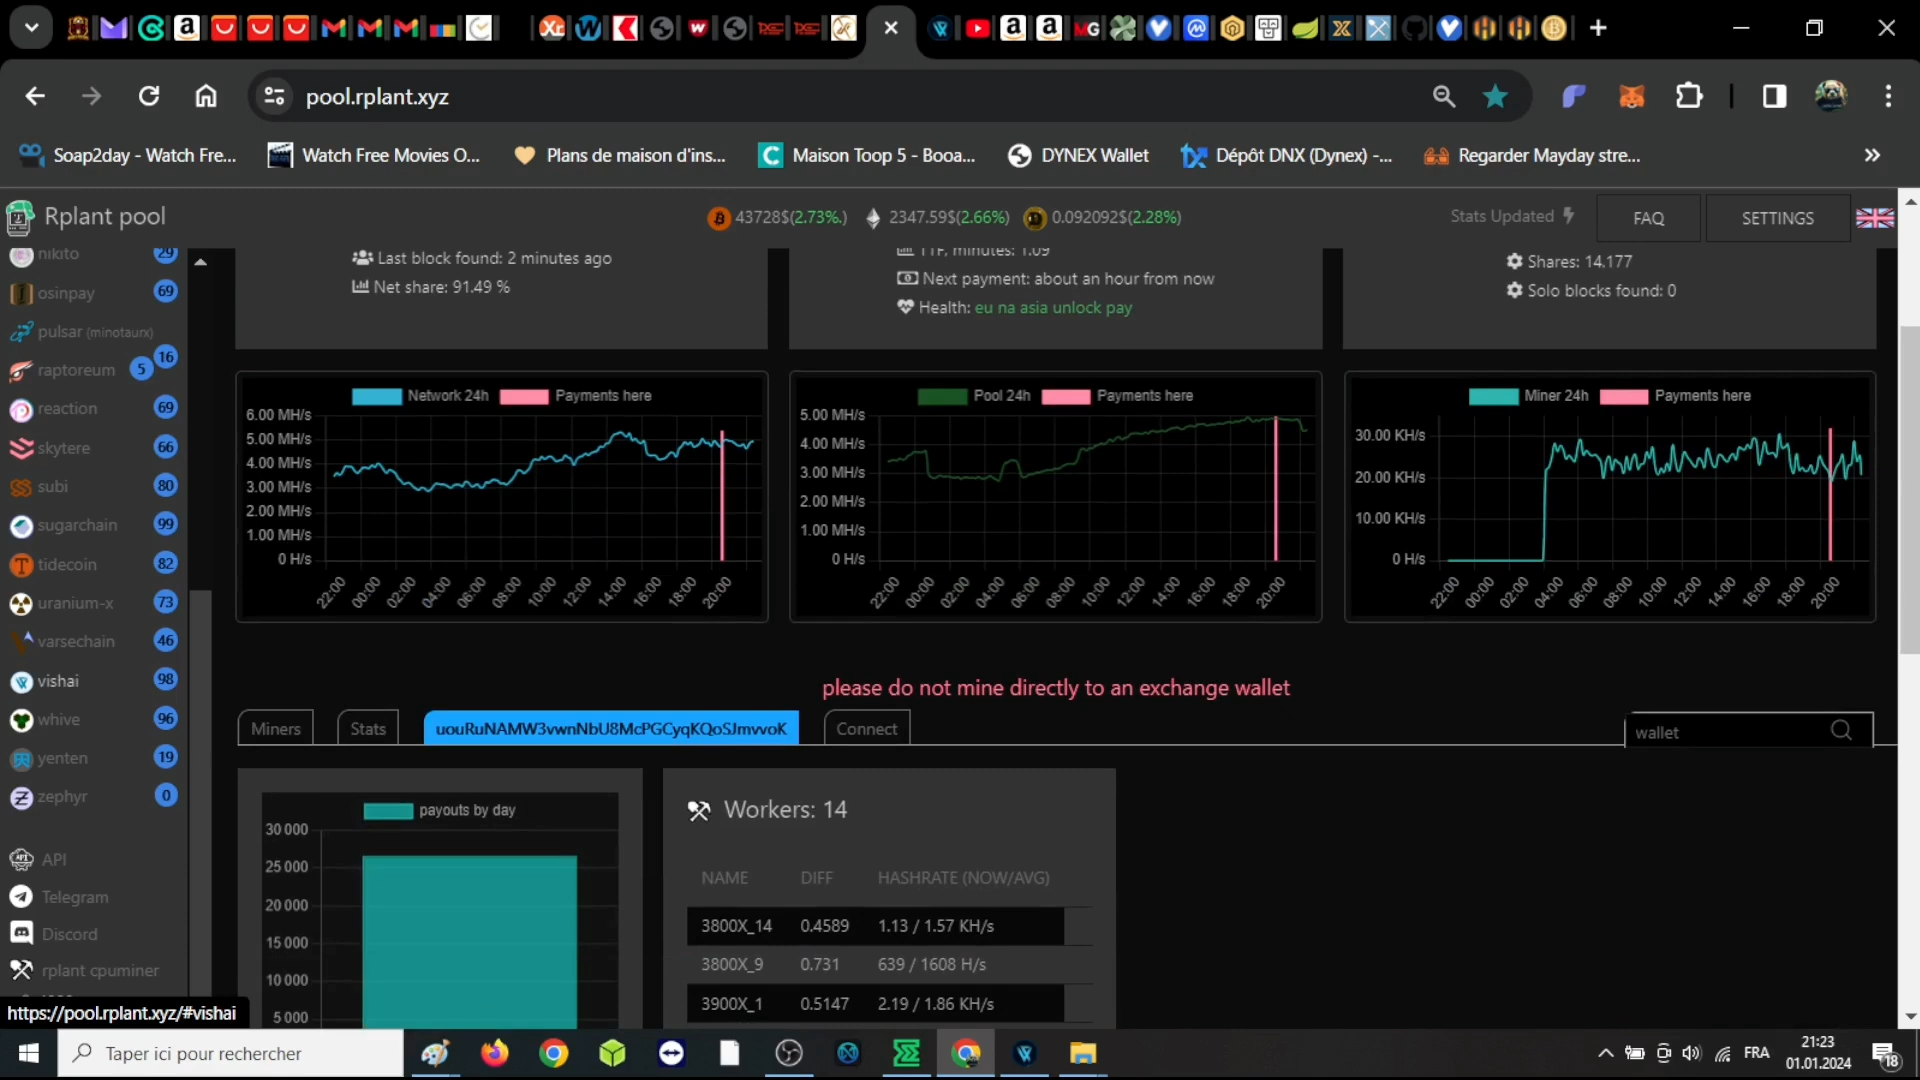 pool.rplant.xyz
Soap2day - Watch Fre...
Watch Free Movies O...
Plans de maison d'ins...
Maison Toop 5 - Booa...
DYNEX Wallet
Dépôt DNX (Dynex) -...
Regarder Mayday stre...
Rplant pool
43728$(2.73%.)
2347.59$(2.66%)
0.092092$(2.28%)
Stats Updated
FAQ
SETTINGS
nikito 29
osinpay 69
pulsar (minotaurx) 16
raptoreum 5
reaction 69
skytere 66
subi 80
sugarchain 99
tidecoin 82
uranium-x 73
varsechain 46
vishai 98
whive 96
yenten 19
zephyr 0
API
Telegram
Discord
rplant cpuminer
https://pool.rplant.xyz/#vishai
Last block found: 2 minutes ago
Net share: 91.49 %
TTF, minutes: 1.09
Next payment: about an hour from now
Health: eu na asia unlock pay
Shares: 14.177
Solo blocks found: 0
Network 24h Payments here
6.00 MH/s
5.00 MH/s
4.00 MH/s
3.00 MH/s
2.00 MH/s
1.00 MH/s
0 H/s
22:00 00:00 02:00 04:00 06:00 08:00 10:00 12:00 14:00 16:00 18:00 20:00
Pool 24h Payments here
5.00 MH/s
4.00 MH/s
3.00 MH/s
2.00 MH/s
1.00 MH/s
0 H/s
22:00 00:00 02:00 04:00 06:00 08:00 10:00 12:00 14:00 16:00 18:00 20:00
Miner 24h Payments here
30.00 KH/s
20.00 KH/s
10.00 KH/s
0 H/s
22:00 00:00 02:00 04:00 06:00 08:00 10:00 12:00 14:00 16:00 18:00 20:00
please do not mine directly to an exchange wallet
Miners
Stats
uouRuNAMW3vwnNbU8McPGCyqKQoSJmvvoK
Connect
wallet
payouts by day
30 000
25 000
20 000
15 000
10 000
5 000
Workers: 14
NAME DIFF HASHRATE (NOW/AVG)
3800X_14 0.4589 1.13 / 1.57 KH/s
3800X_9 0.731 639 / 1608 H/s
3900X_1 0.5147 2.19 / 1.86 KH/s
Taper ici pour rechercher
FRA
21:23
01.01.2024
18